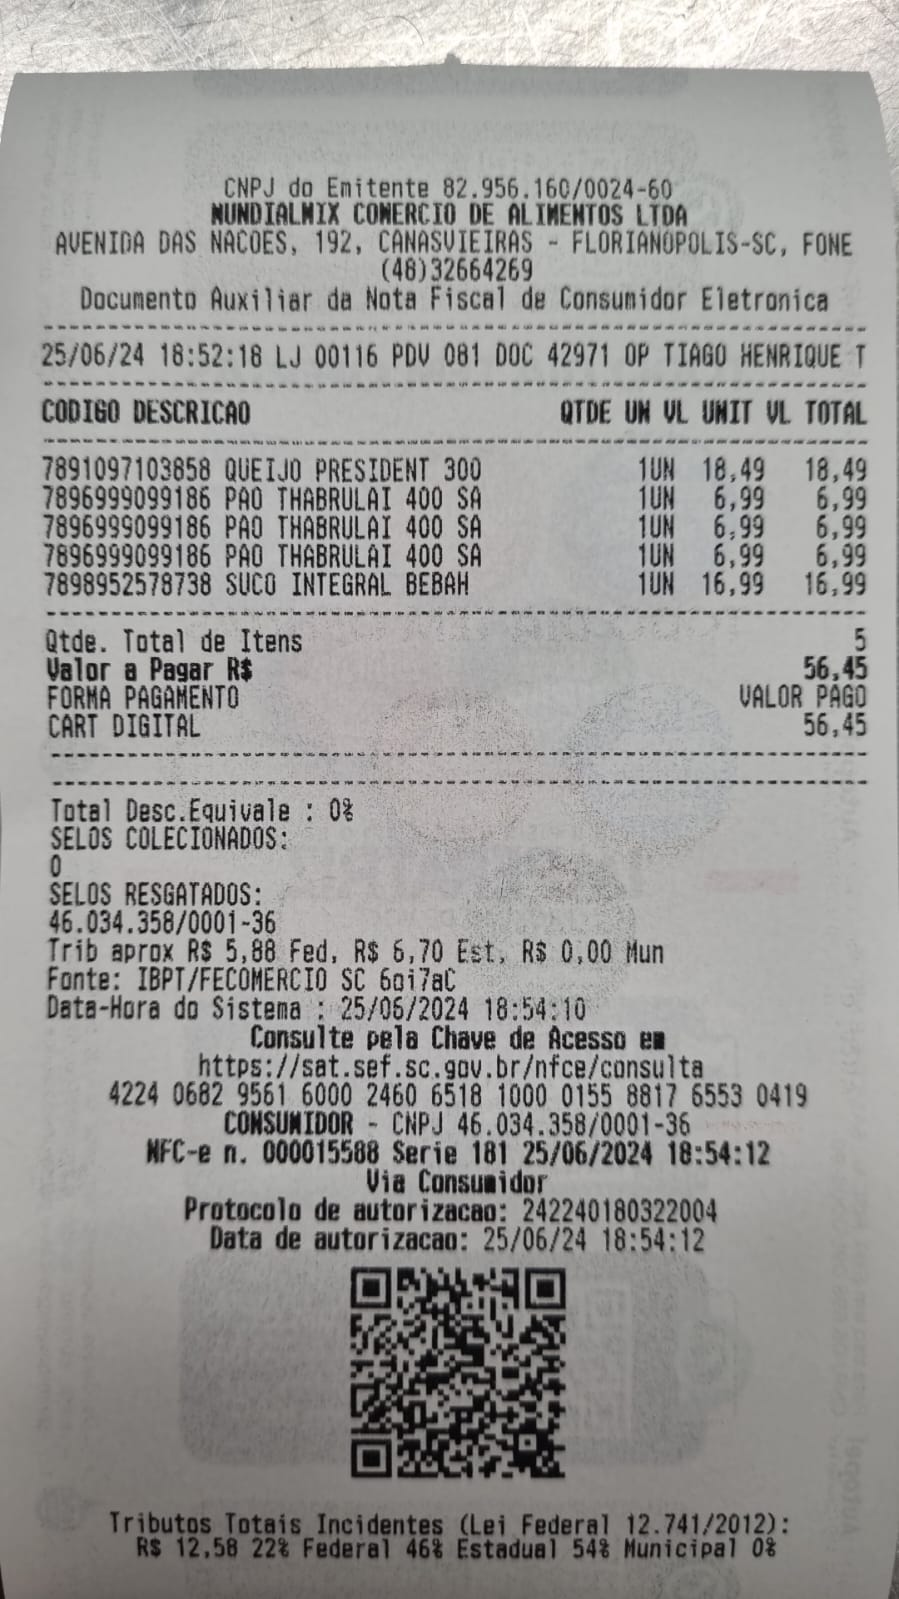 CNPJ do Emitente 82.956.160/0024-60
MUNDIALMIX COMERCIO DE ALIMENTOS LTDA
AVENIDA DAS NACOES, 192, CANASVIEIRAS - FLORIANOPOLIS-SC, FONE
(48)32664269
Documento Auxiliar da Nota Fiscal de Consumidor Eletronica
25/06/24 18:52:18 LJ 00116 PDV 081 DOC 42971 OP TIAGO HENRIQUE T
CODIGO DESCRICAO QTDE UN VL UNIT VL TOTAL
7891097103858 QUEIJO PRESIDENT 300 1UN 18,49 18,49
7896999099186 PAO THABRULAI 400 SA 1UN 6,99 6,99
7896999099186 PAO THABRULAI 400 SA 1UN 6,99 6,99
7896999099186 PAO THABRULAI 400 SA 1UN 6,99 6,99
7898952578738 SUCO INTEGRAL BEBAH 1UN 16,99 16,99
Qtde. Total de Itens 5
Valor a Pagar R$ 56,45
FORMA PAGAMENTO VALOR PAGO
CART DIGITAL 56,45
Total Desc.Equivale : 0%
SELOS COLECIONADOS:
0
SELOS RESGATADOS:
46.034.358/0001-36
Trib aprox R$ 5,88 Fed, R$ 6,70 Est, R$ 0,00 Mun
Fonte: IBPT/FECOMERCIO SC 6oi7aC
Data-Hora do Sistema : 25/06/2024 18:54:10
Consulte pela Chave de Acesso em
https://sat.sef.sc.gov.br/nfce/consulta
4224 0682 9561 6000 2460 6518 1000 0155 8817 6553 0419
CONSUMIDOR - CNPJ 46.034.358/0001-36
NFC-e n. 000015588 Serie 181 25/06/2024 18:54:12
Via Consumidor
Protocolo de autorizacao: 242240180322004
Data de autorizacao: 25/06/24 18:54:12
Tributos Totais Incidentes (Lei Federal 12.741/2012):
R$ 12,58 22% Federal 46% Estadual 54% Municipal 0%